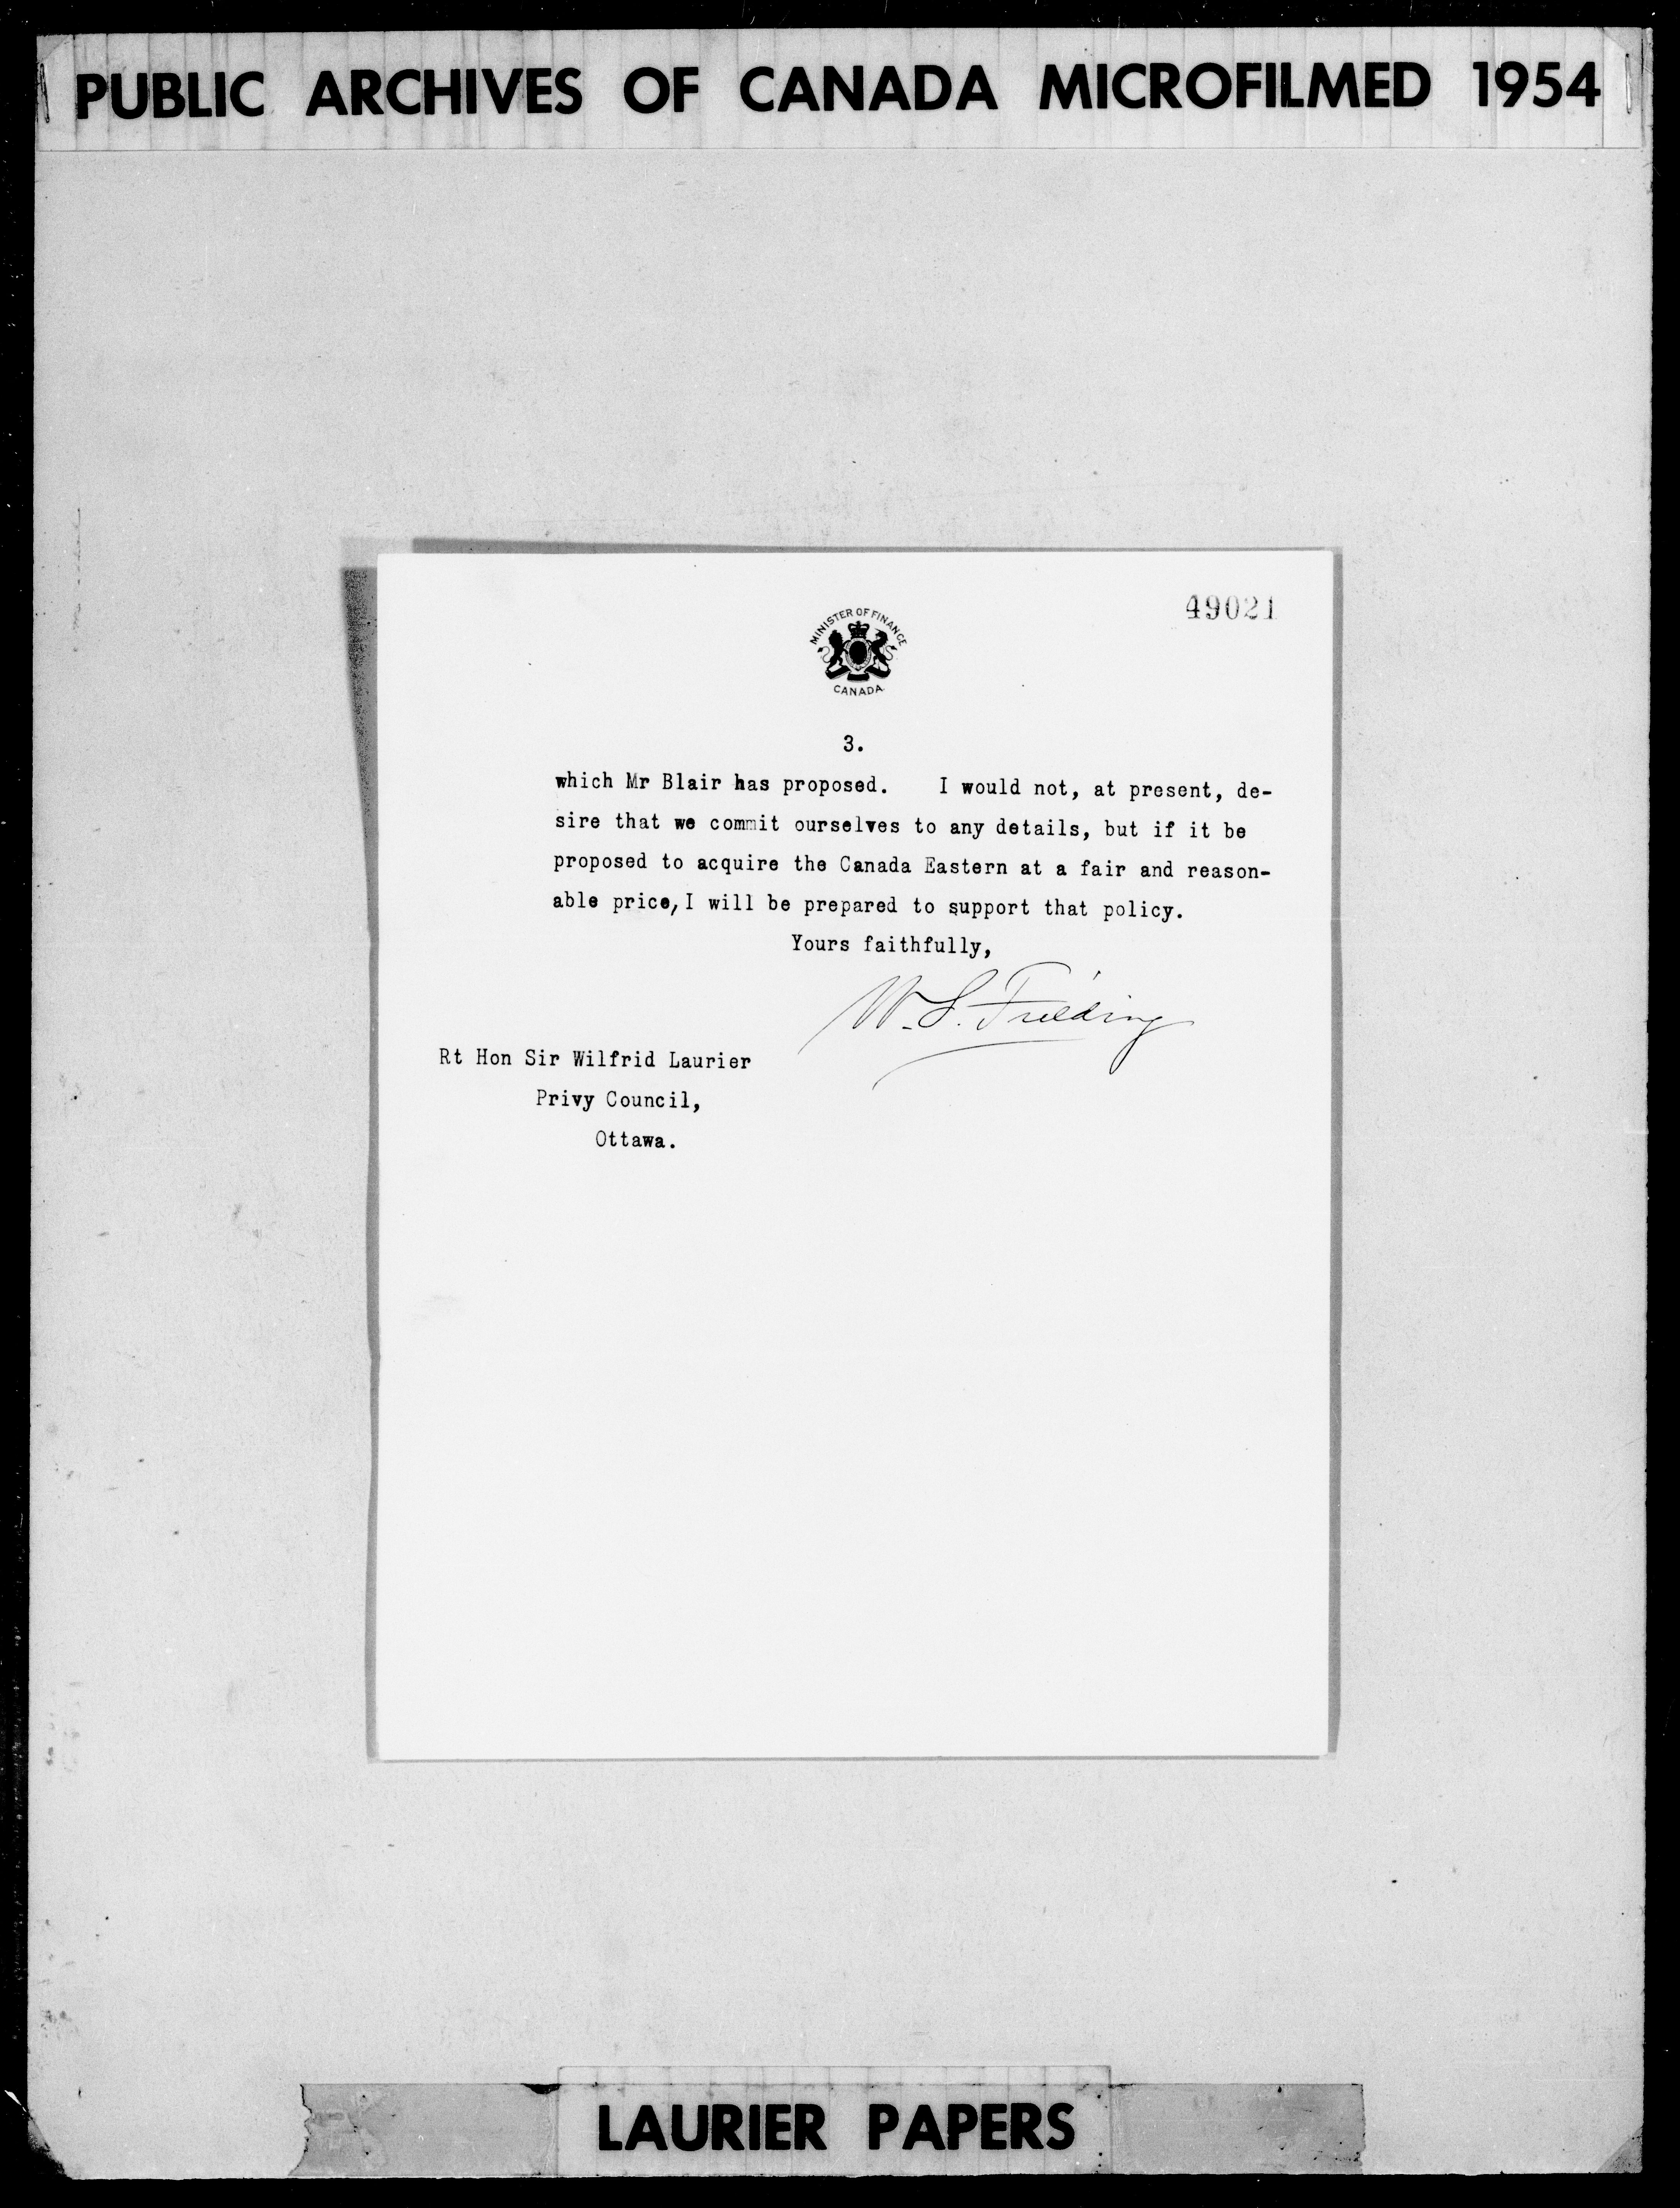 PUBLIC ARCHIVES OF CANADA MICROFILMED 1954
49021
MINISTER OF FINANCE
CANADA.
3.
which Mr Blair has proposed. I would not, at present, de-
sire that we commit ourselves to any details, but if it be
proposed to acquire the Canada Eastern at a fair and reason-
able price, I will be prepared to support that policy.
Yours faithfully,
W. S. Fielding
Rt Hon Sir Wilfrid Laurier
Privy Council,
Ottawa.
LAURIER PAPERS